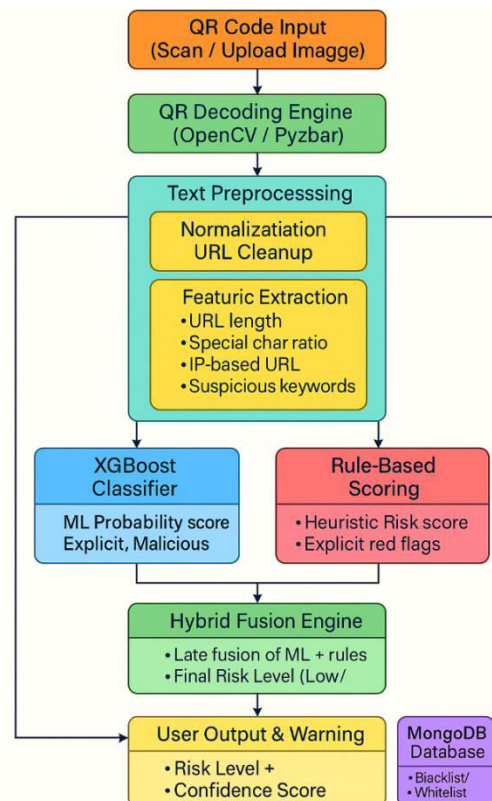 QR Code Input
(Scan / Upload Imagge)
QR Decoding Engine
(OpenCV / Pyzbar)
Text Preprocesssing
Normalizatiation
URL Cleanup
Featuric Extraction
• URL length
• Special char ratio
• IP-based URL
• Suspicious keywords
XGBoost
Classifier
ML Probability score
Explicit, Malicious
Rule-Based
Scoring
• Heuristic Risk score
• Explicit red flags
Hybrid Fusion Engine
• Late fusion of ML + rules
• Final Risk Level (Low/
User Output & Warning
• Risk Level +
• Confidence Score
MongoDB
Database
• Biacklist/
• Whitelist